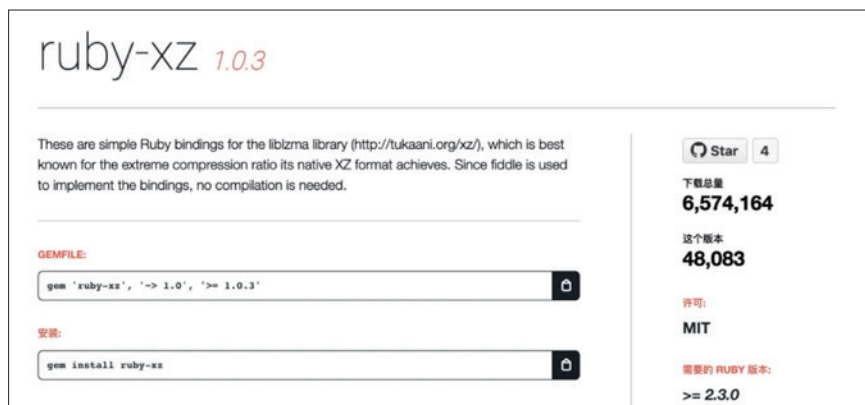 ruby-xz 1.0.3
These are simple Ruby bindings for the liblzma library (http://tukaani.org/xz/), which is best
known for the extreme compression ratio its native XZ format achieves. Since fiddle is used
to implement the bindings, no compilation is needed.
GEMFILE:
gem 'ruby-xz', '~> 1.0', '>= 1.0.3'
安装:
gem install ruby-xz
Star 4
下载总量
6,574,164
这个版本
48,083
许可:
MIT
需要的 RUBY 版本:
>= 2.3.0